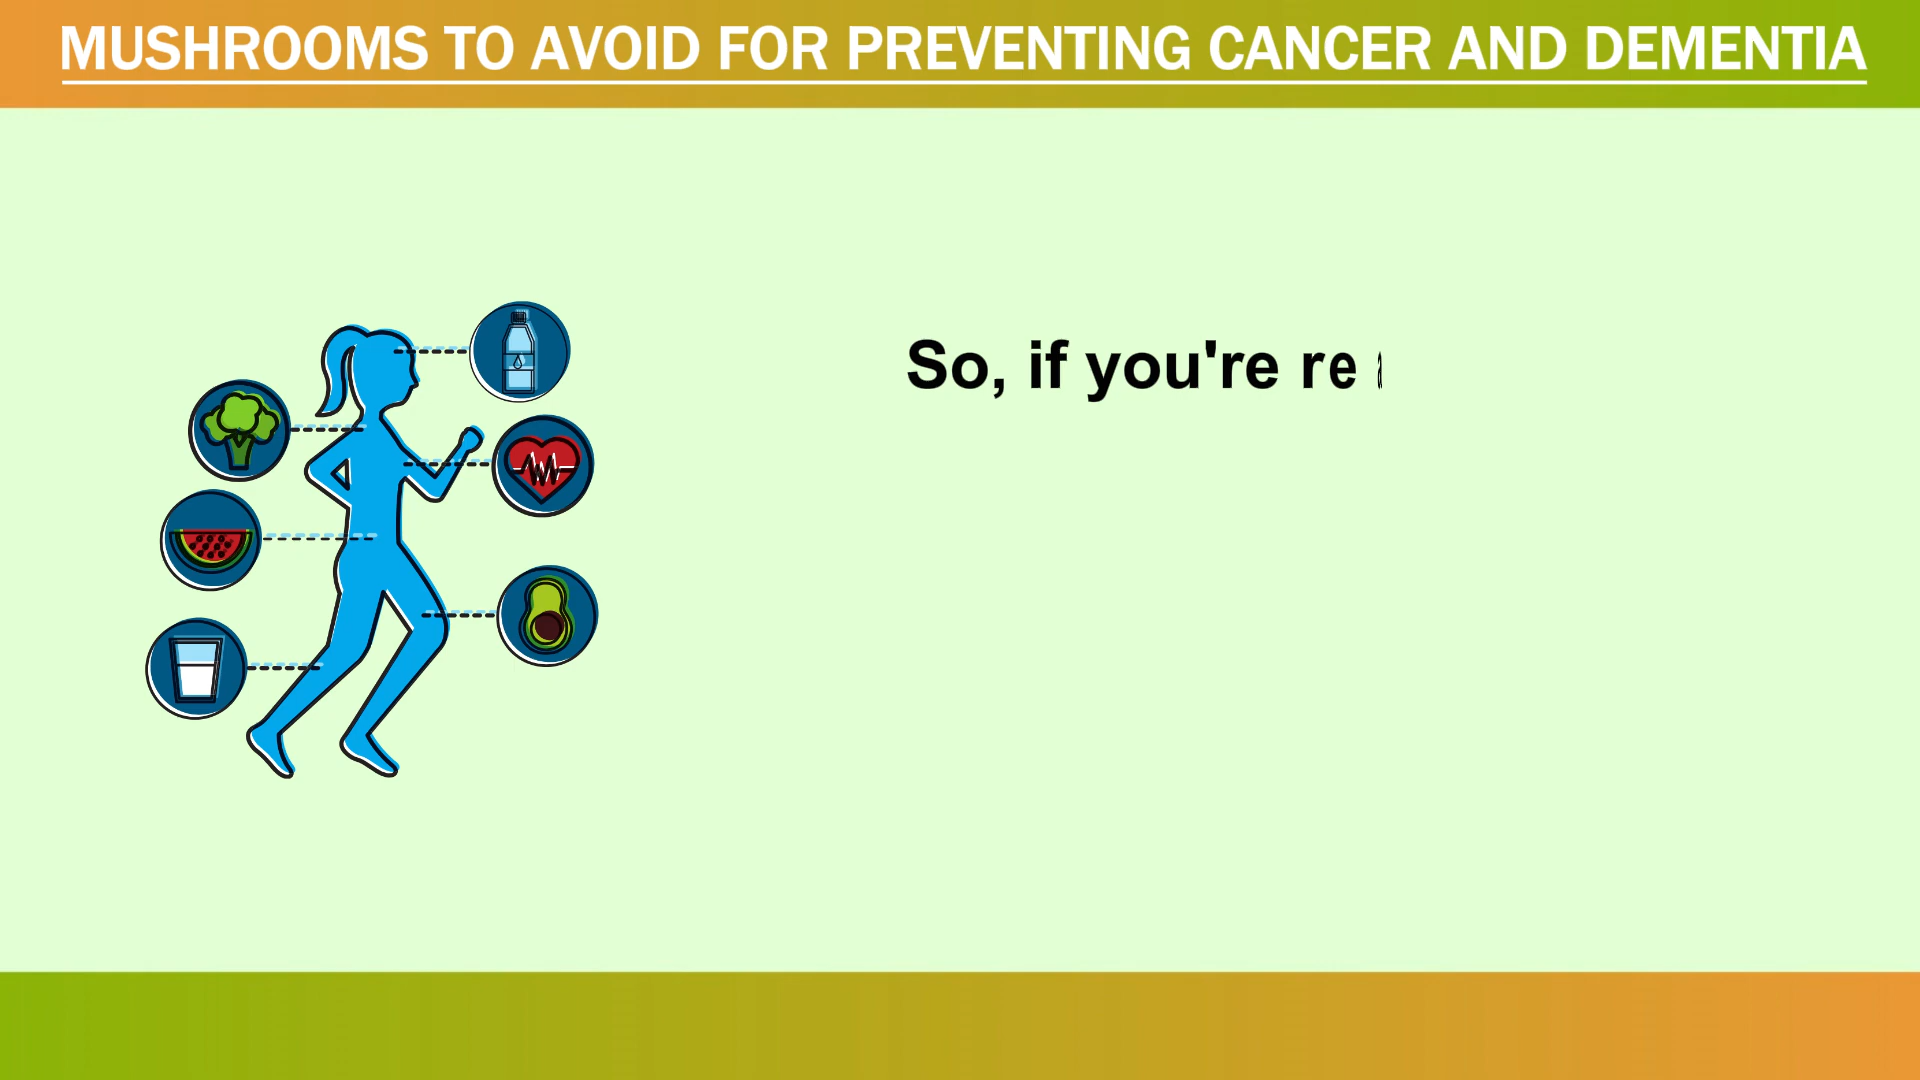 MUSHROOMS TO AVOID FOR PREVENTING CANCER AND DEMENTIA
So, if you're re